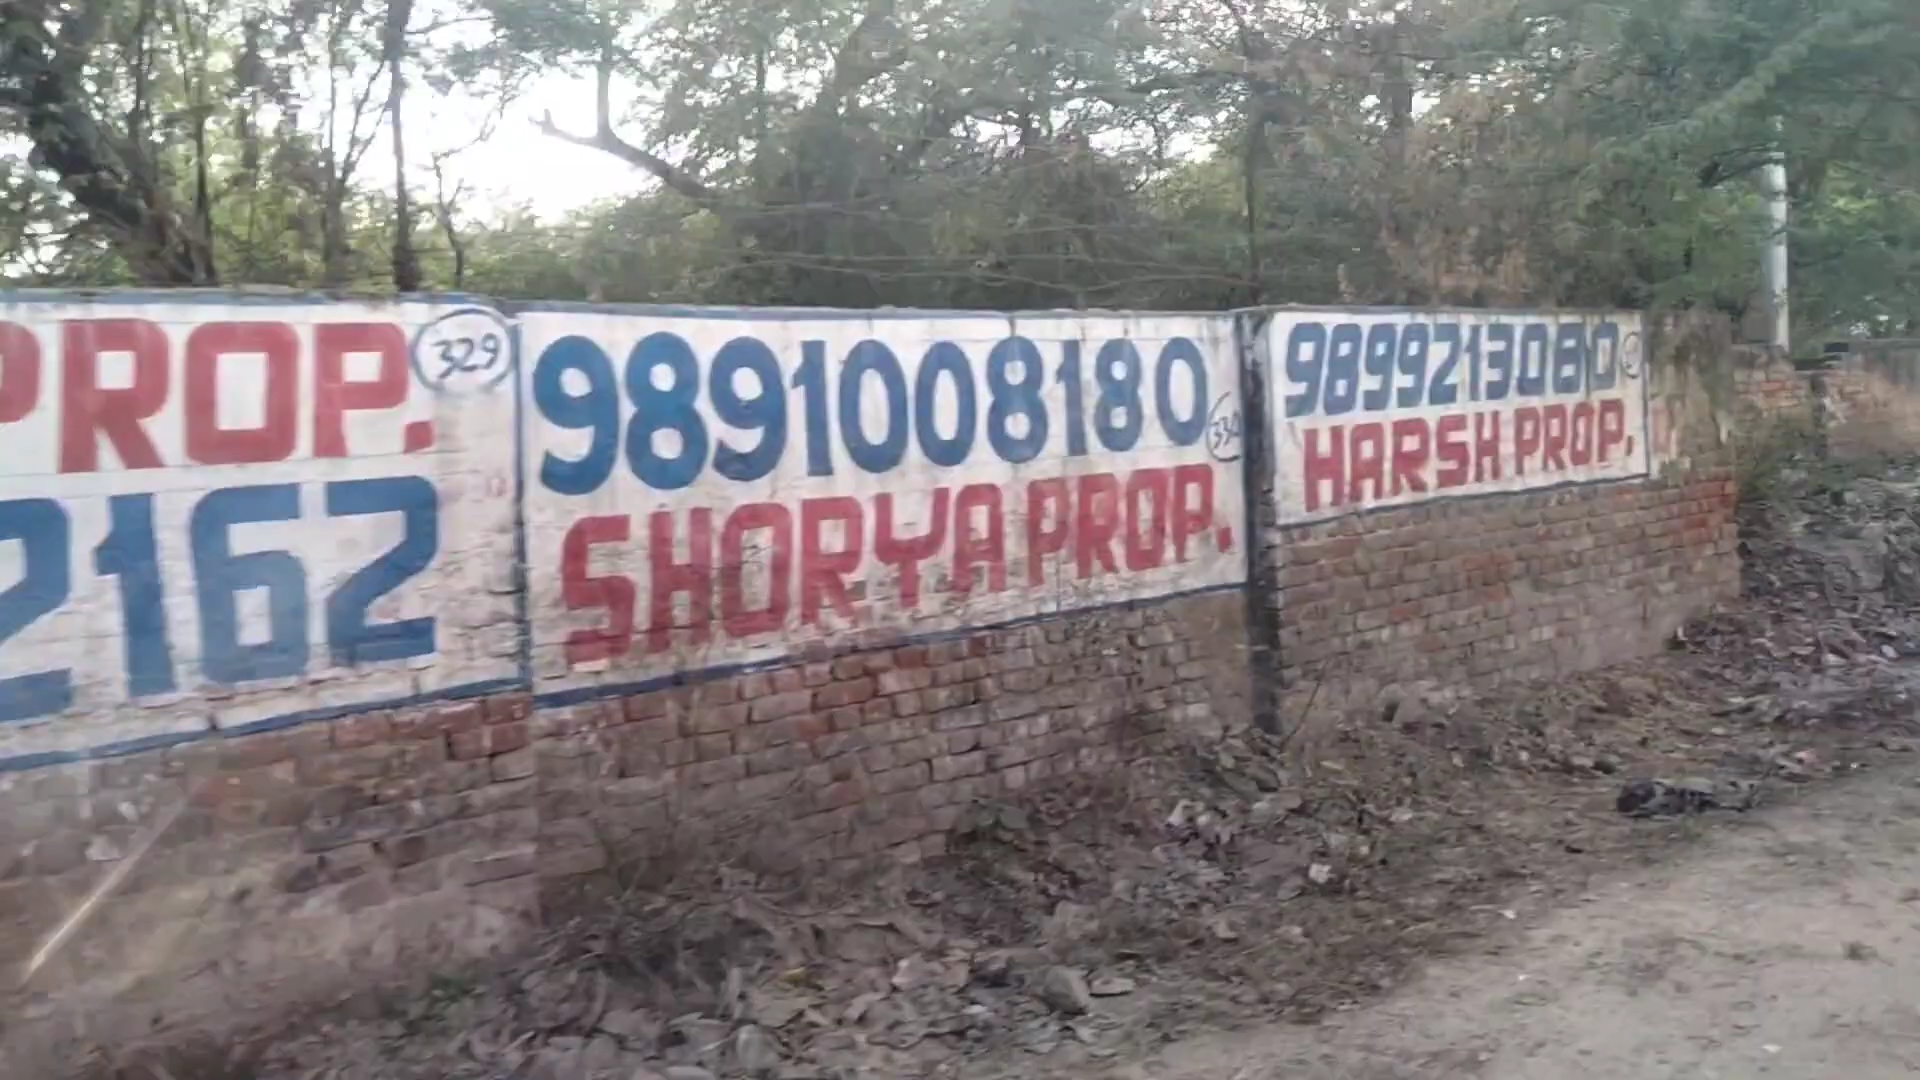 PROP.
329
2162
9891008180
330
SHORYA PROP.
9899213080
HARSH PROP.